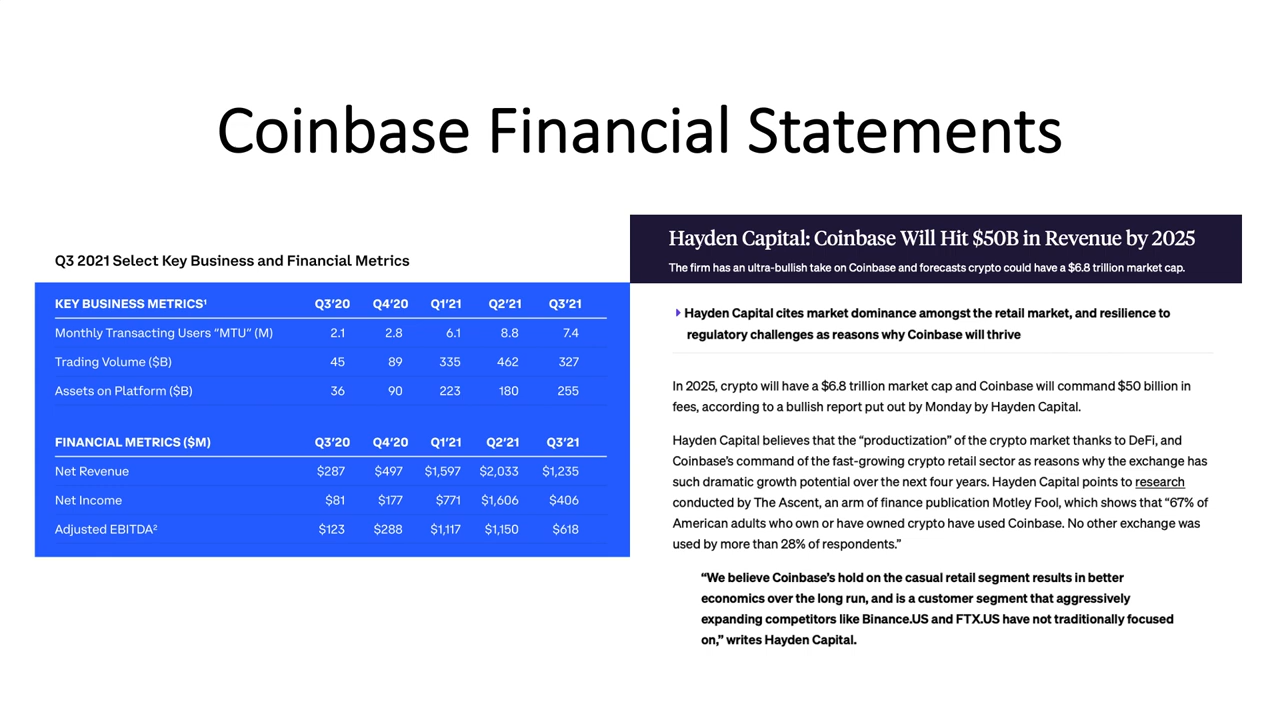 Coinbase Financial Statements
Q3 2021 Select Key Business and Financial Metrics
KEY BUSINESS METRICS¹ Q3’20 Q4’20 Q1’21 Q2’21 Q3’21
Monthly Transacting Users “MTU” (M) 2.1 2.8 6.1 8.8 7.4
Trading Volume ($B) 45 89 335 462 327
Assets on Platform ($B) 36 90 223 180 255
FINANCIAL METRICS ($M) Q3’20 Q4’20 Q1’21 Q2’21 Q3’21
Net Revenue $287 $497 $1,597 $2,033 $1,235
Net Income $81 $177 $771 $1,606 $406
Adjusted EBITDA² $123 $288 $1,117 $1,150 $618
Hayden Capital: Coinbase Will Hit $50B in Revenue by 2025
The firm has an ultra-bullish take on Coinbase and forecasts crypto could have a $6.8 trillion market cap.
Hayden Capital cites market dominance amongst the retail market, and resilience to
regulatory challenges as reasons why Coinbase will thrive
In 2025, crypto will have a $6.8 trillion market cap and Coinbase will command $50 billion in
fees, according to a bullish report put out by Monday by Hayden Capital.
Hayden Capital believes that the “productization” of the crypto market thanks to DeFi, and
Coinbase’s command of the fast-growing crypto retail sector as reasons why the exchange has
such dramatic growth potential over the next four years. Hayden Capital points to research
conducted by The Ascent, an arm of finance publication Motley Fool, which shows that “67% of
American adults who own or have owned crypto have used Coinbase. No other exchange was
used by more than 28% of respondents.”
“We believe Coinbase’s hold on the casual retail segment results in better
economics over the long run, and is a customer segment that aggressively
expanding competitors like Binance.US and FTX.US have not traditionally focused
on,” writes Hayden Capital.